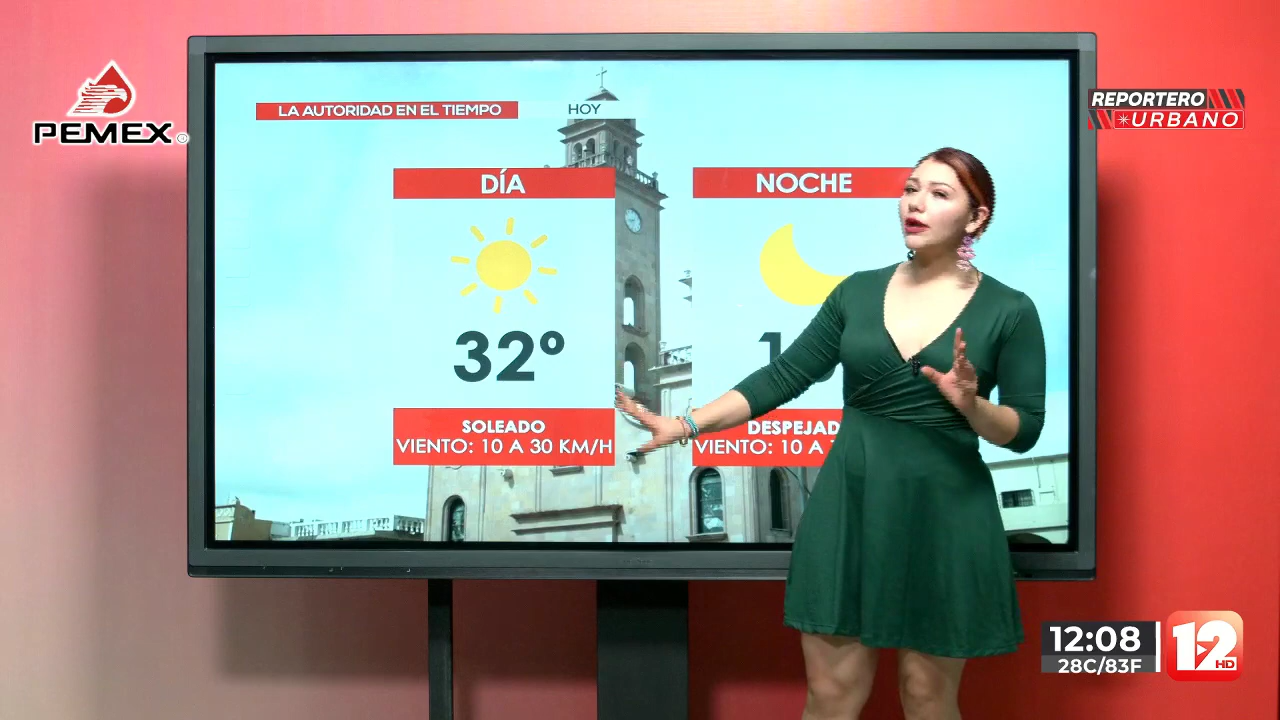 PEMEX
LA AUTORIDAD EN EL TIEMPO
HOY
REPORTERO
URBANO
DÍA
32°
SOLEADO
VIENTO: 10 A 30 KM/H
NOCHE
VIENTO: 10 A
12:08
28C/83F
12
HD